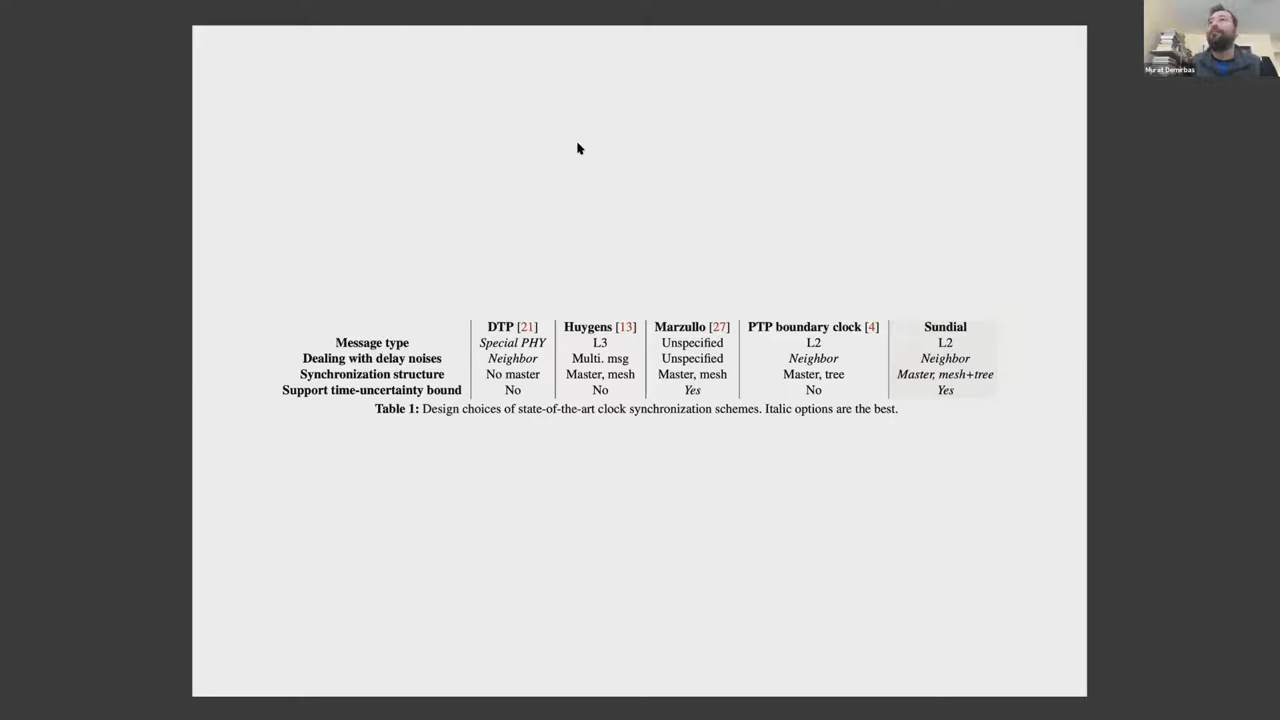 Murat Demirbas
DTP [21] Huygens [13] Marzullo [27] PTP boundary clock [4] Sundial
Message type Special PHY L3 Unspecified L2 L2
Dealing with delay noises Neighbor Multi. msg Unspecified Neighbor Neighbor
Synchronization structure No master Master, mesh Master, mesh Master, tree Master, mesh+tree
Support time-uncertainty bound No No Yes No Yes
Table 1: Design choices of state-of-the-art clock synchronization schemes. Italic options are the best.